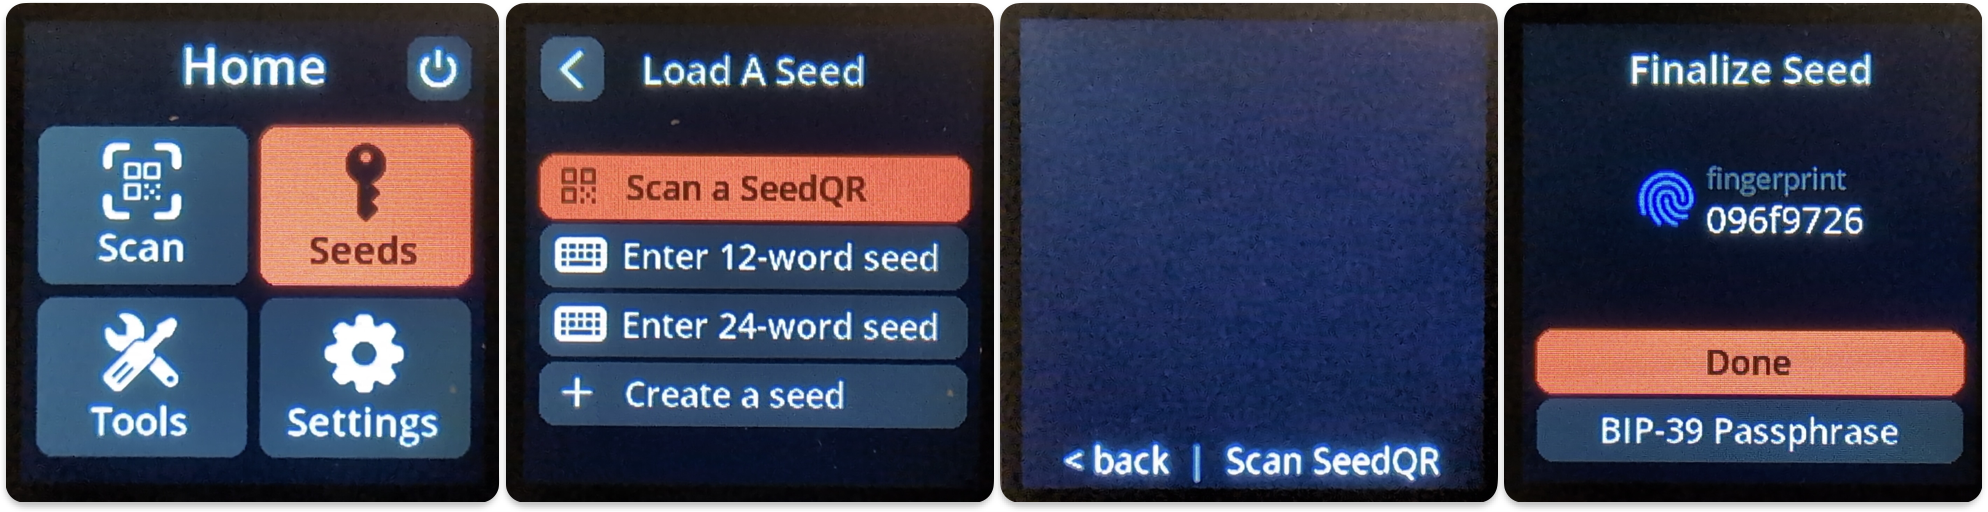 Home
Scan
Seeds
Tools
Settings
Load A Seed
Scan a SeedQR
Enter 12-word seed
Enter 24-word seed
Create a seed
< back | Scan SeedQR
Finalize Seed
fingerprint
096f9726
Done
BIP-39 Passphrase